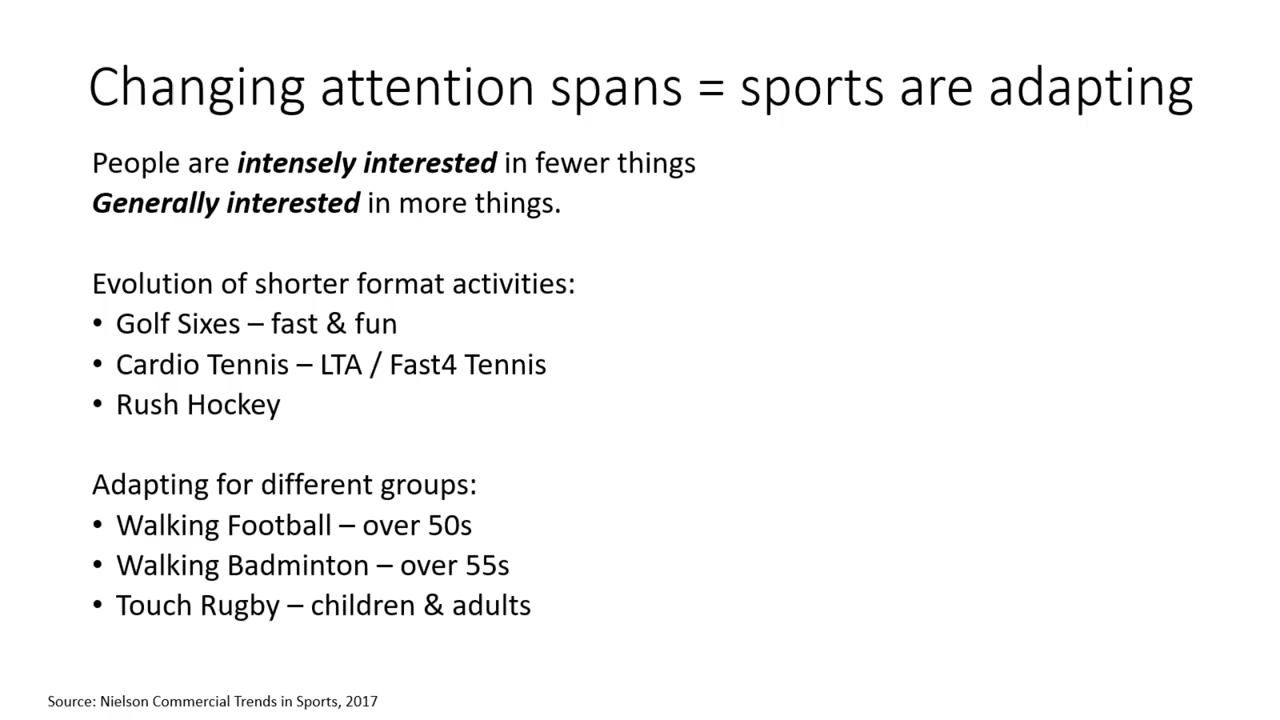 Changing attention spans = sports are adapting
People are intensely interested in fewer things
Generally interested in more things.
Evolution of shorter format activities:
• Golf Sixes – fast & fun
• Cardio Tennis – LTA / Fast4 Tennis
• Rush Hockey
Adapting for different groups:
• Walking Football – over 50s
• Walking Badminton – over 55s
• Touch Rugby – children & adults
Source: Nielson Commercial Trends in Sports, 2017